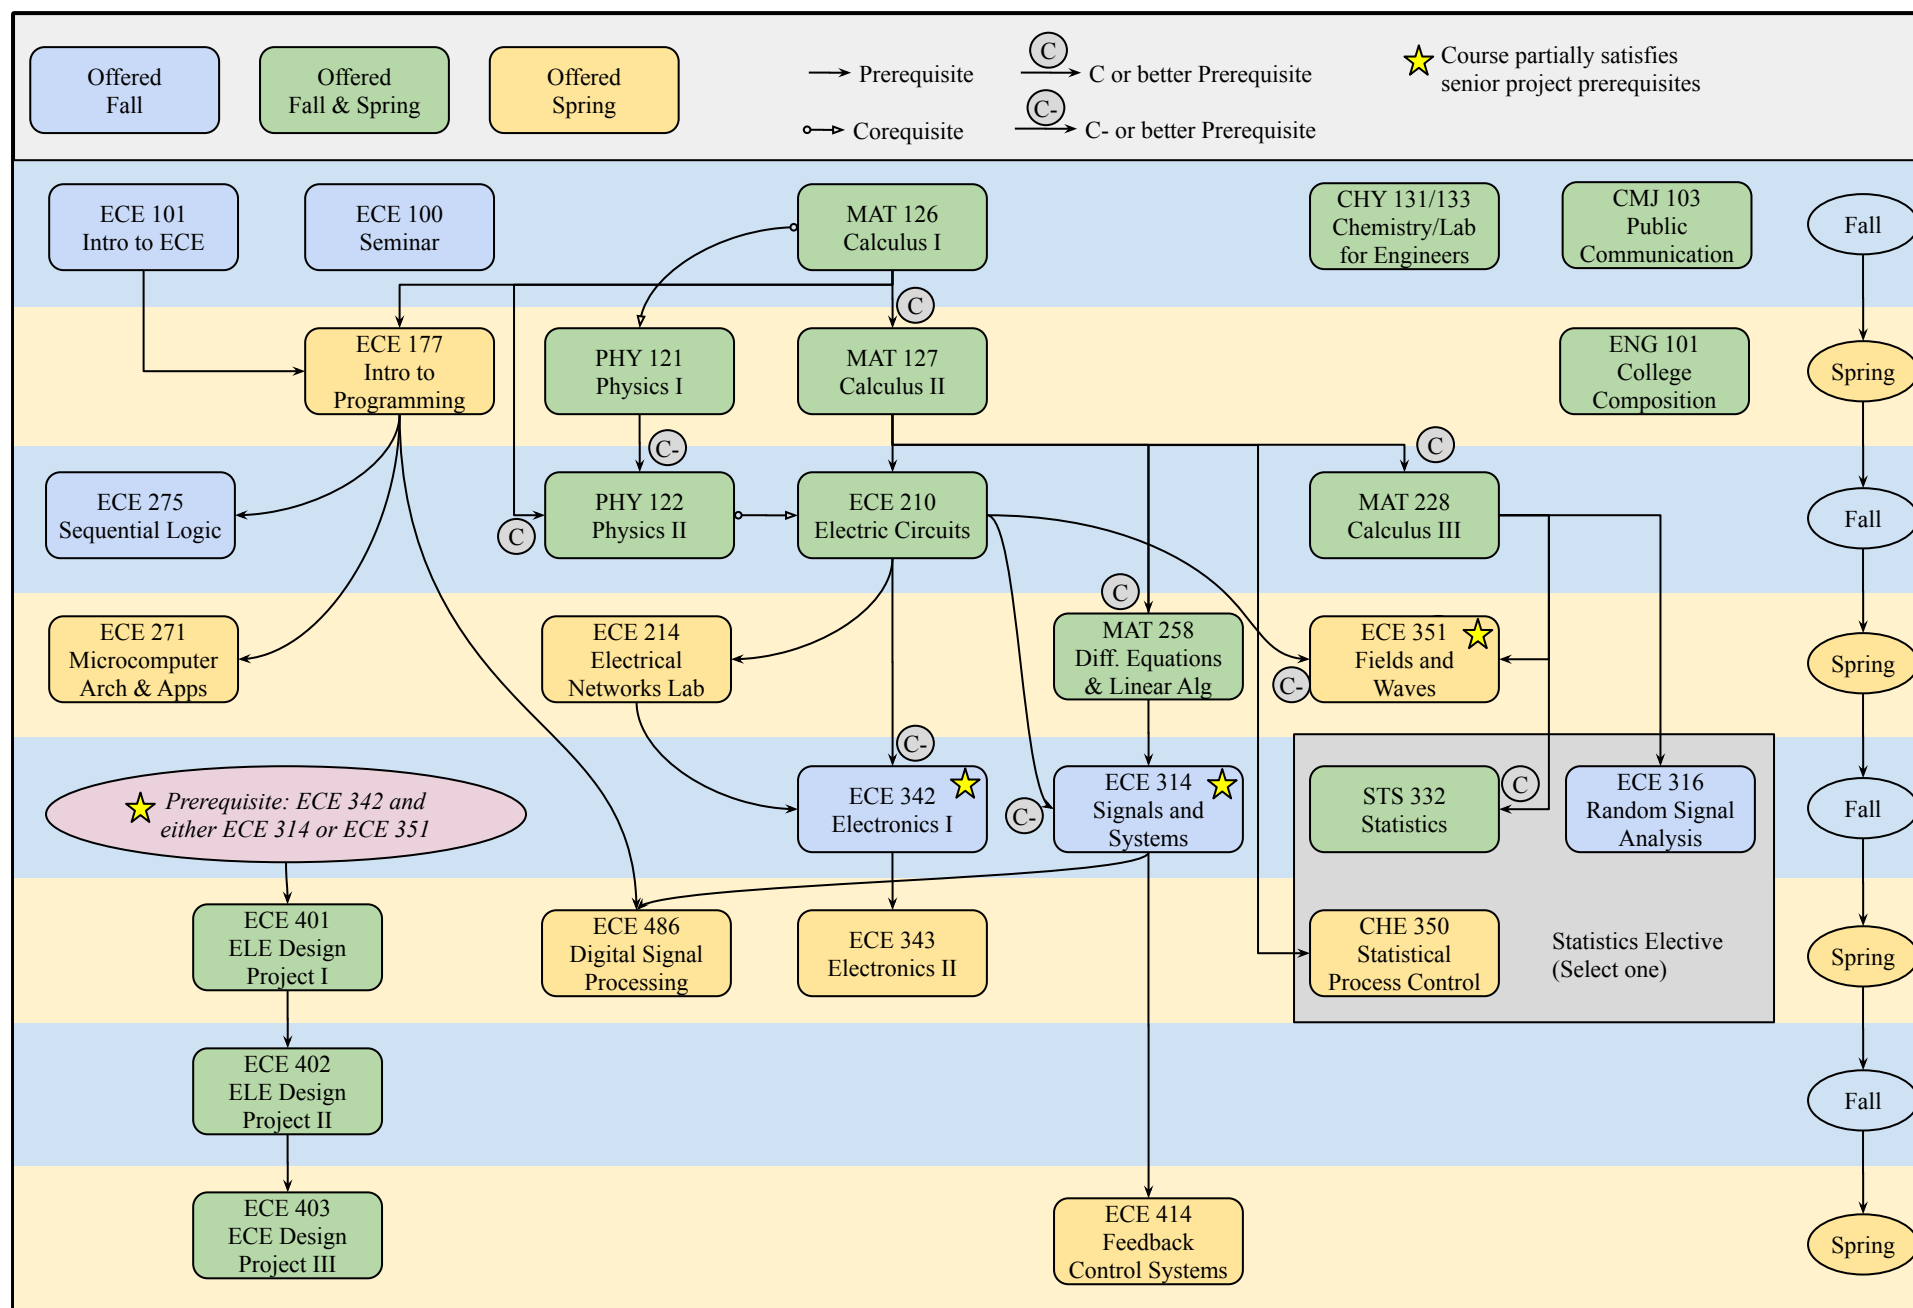 Offered
Fall
Offered
Fall & Spring
Offered
Spring
Prerequisite
Corequisite
C
C or better Prerequisite
C-
C- or better Prerequisite
Course partially satisfies
senior project prerequisites
ECE 101
Intro to ECE
ECE 100
Seminar
MAT 126
Calculus I
CHY 131/133
Chemistry/Lab
for Engineers
CMJ 103
Public
Communication
Fall
C
ECE 177
Intro to
Programming
PHY 121
Physics I
MAT 127
Calculus II
ENG 101
College
Composition
Spring
C-
C
ECE 275
Sequential Logic
C
PHY 122
Physics II
ECE 210
Electric Circuits
MAT 228
Calculus III
Fall
C
ECE 271
Microcomputer
Arch & Apps
ECE 214
Electrical
Networks Lab
MAT 258
Diff. Equations
& Linear Alg
C-
ECE 351
Fields and
Waves
Spring
C-
Prerequisite: ECE 342 and
either ECE 314 or ECE 351
ECE 342
Electronics I
C-
ECE 314
Signals and
Systems
STS 332
Statistics
C
ECE 316
Random Signal
Analysis
Fall
ECE 401
ELE Design
Project I
ECE 486
Digital Signal
Processing
ECE 343
Electronics II
CHE 350
Statistical
Process Control
Statistics Elective
(Select one)
Spring
ECE 402
ELE Design
Project II
Fall
ECE 403
ECE Design
Project III
ECE 414
Feedback
Control Systems
Spring